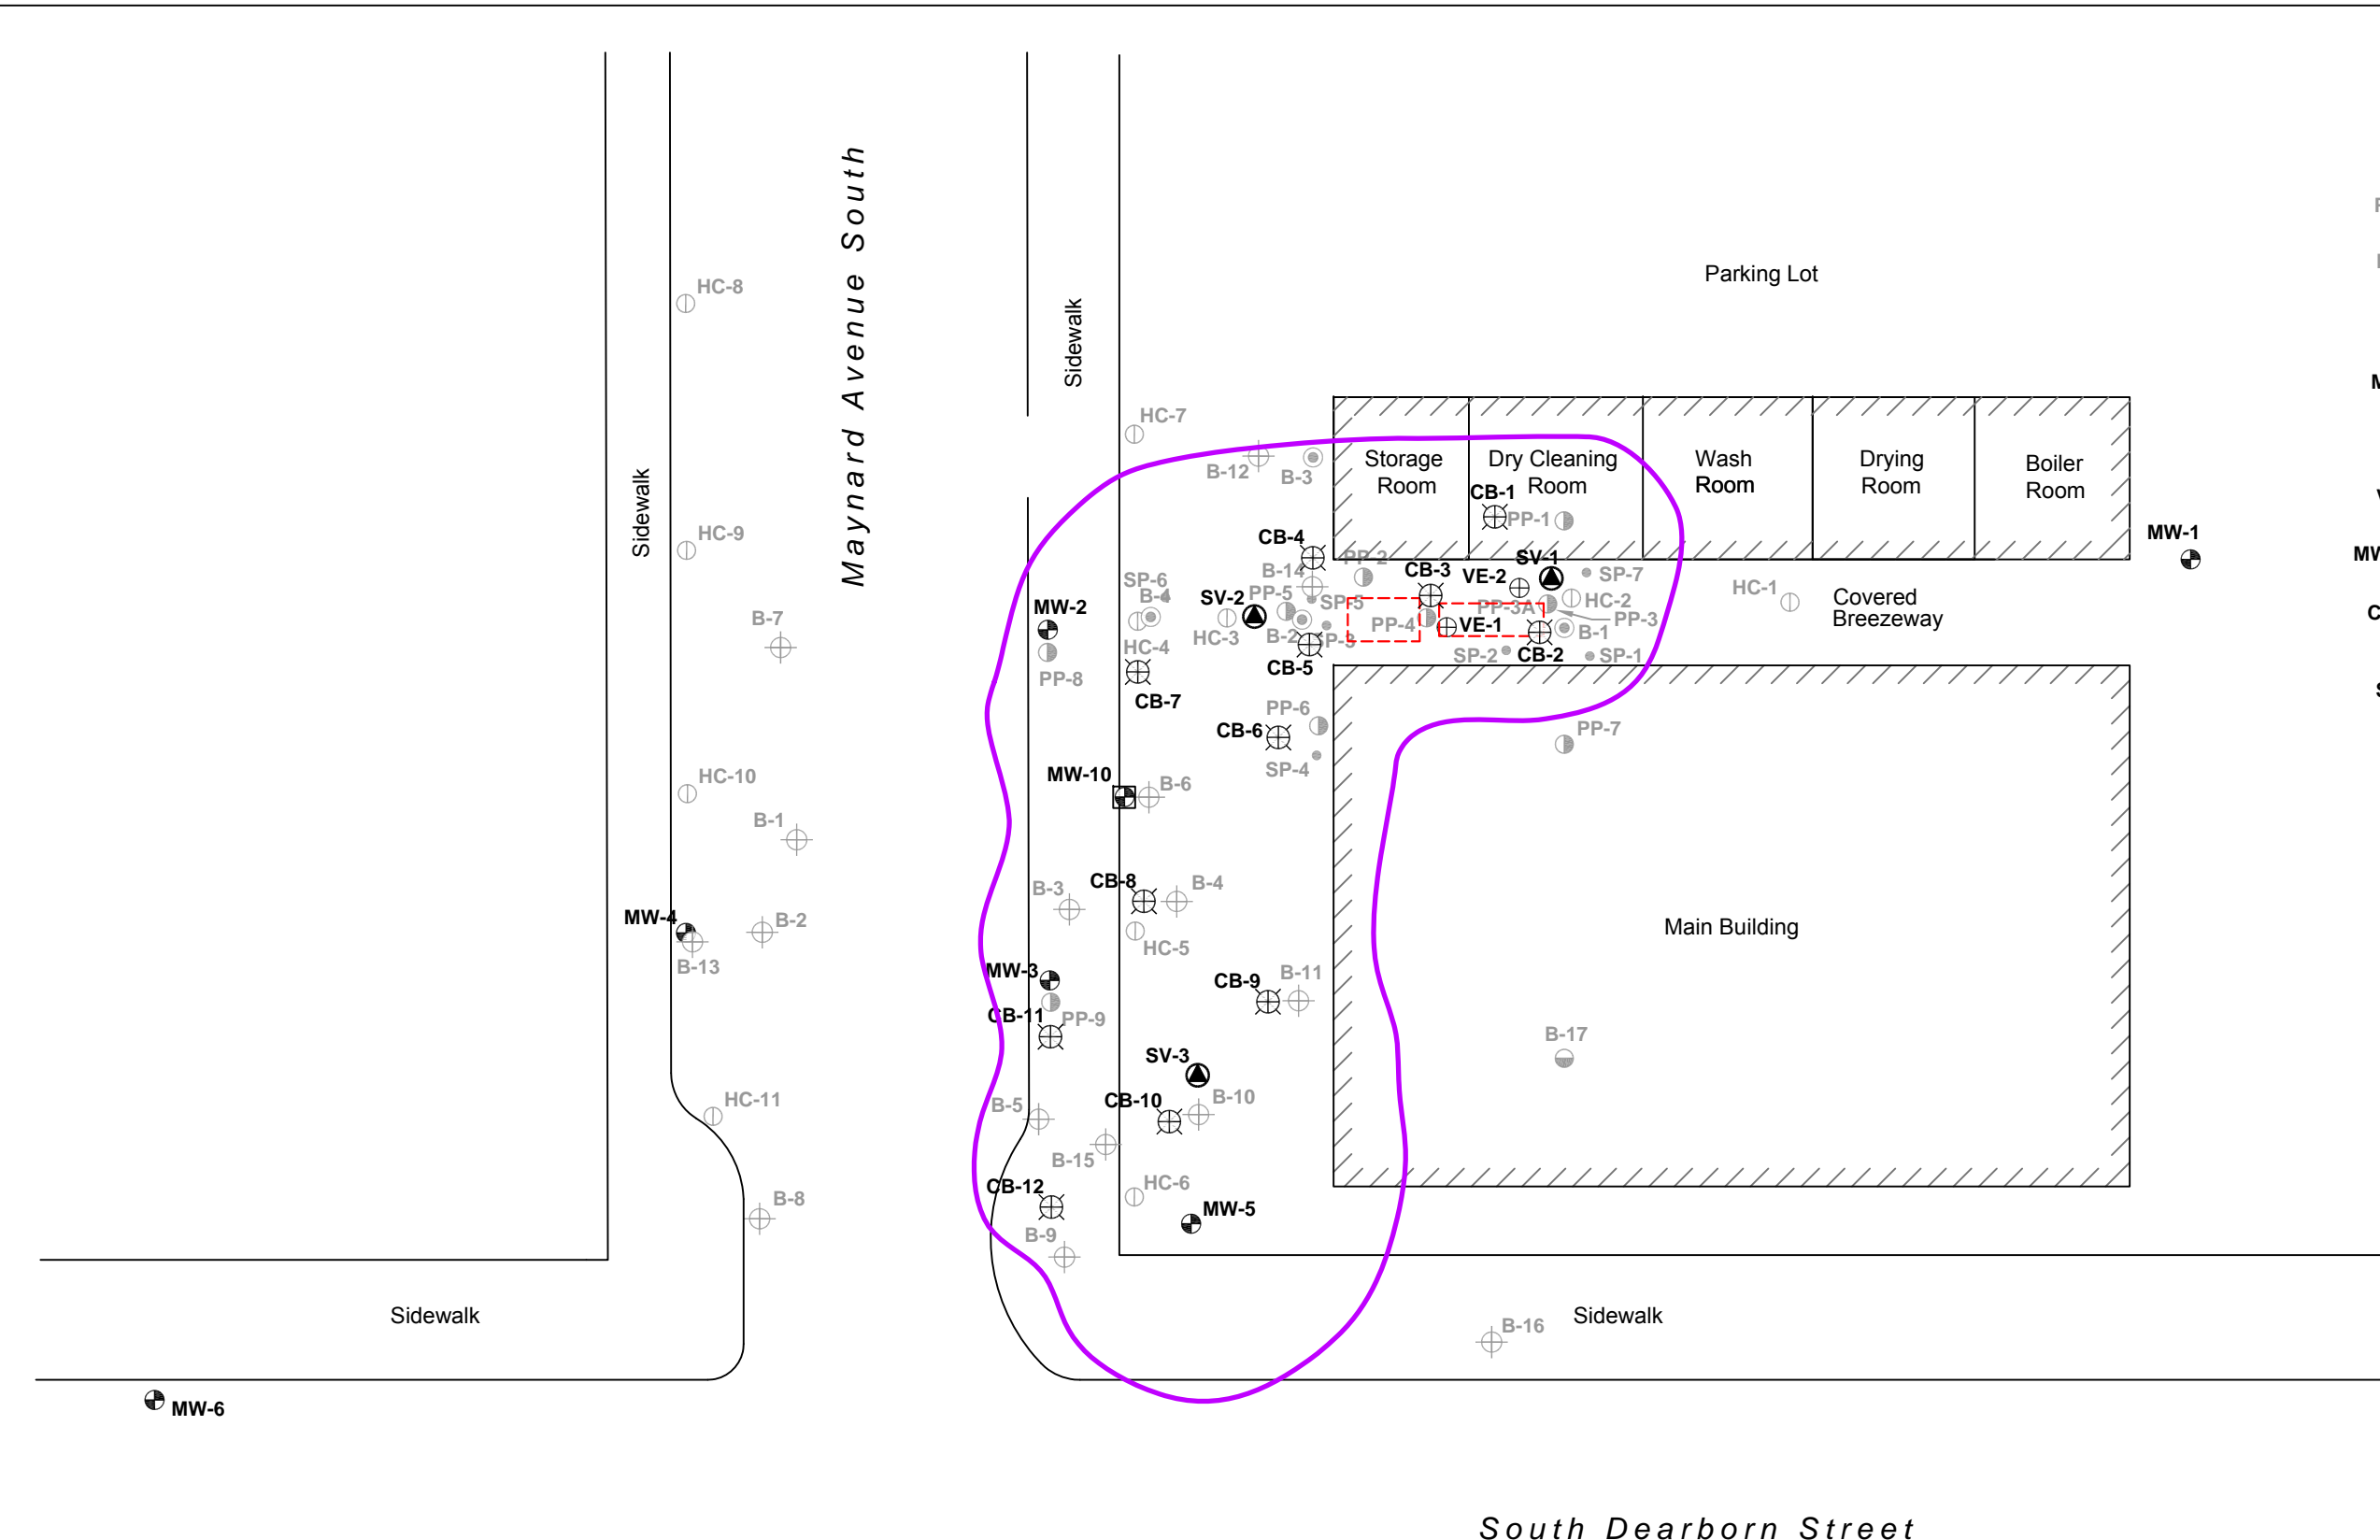 Parking Lot
HC-8
Maynard Avenue South
Sidewalk
HC-7
B-12
B-3
Storage
Room
Dry Cleaning
Room
Wash
Room
Drying
Room
Boiler
Room
CB-1
PP-1
Sidewalk
HC-9
MW-1
CB-4
PP-2
SV-1
CB-3
VE-2
SP-7
B-14
SP-6
B-4
PP-5
SV-2
SP-5
PP-3A
HC-2
HC-1
Covered
Breezeway
MW-2
B-7
HC-3
HC-4
B-2
SP-3
PP-4
VE-1
PP-3
B-1
SP-2
CB-2
SP-1
CB-5
PP-8
CB-7
PP-6
CB-6
PP-7
SP-4
HC-10
MW-10
B-6
B-1
B-3
CB-8
B-4
MW-4
B-2
Main Building
HC-5
B-13
MW-3
CB-9
B-11
CB-11
PP-9
B-17
SV-3
HC-11
B-5
CB-10
B-10
B-15
CB-12
HC-6
B-8
MW-5
B-9
Sidewalk
B-16
Sidewalk
MW-6
South Dearborn Street